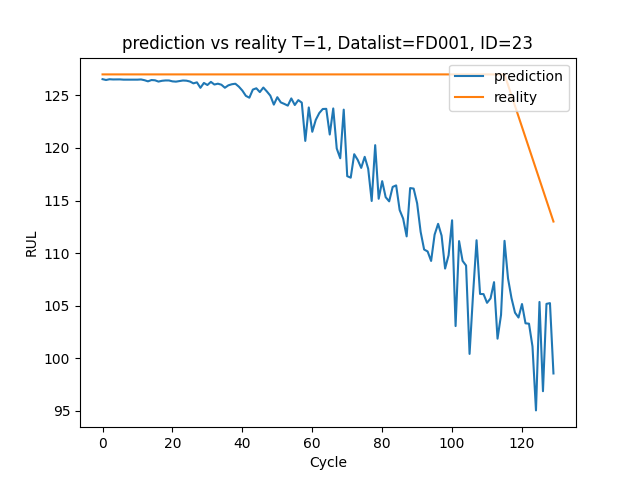 prediction vs reality T=1, Datalist=FD001, ID=23
prediction
reality
125
120
115
110
105
100
95
RUL
0 20 40 60 80 100 120
Cycle